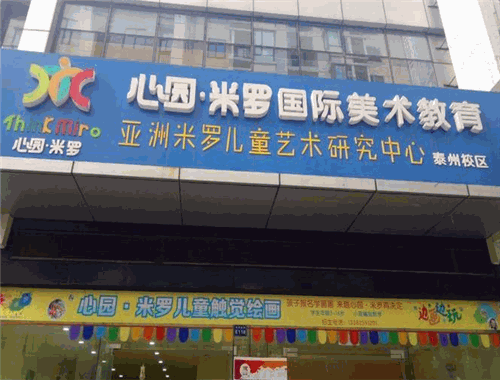 心园·米罗国际美术教育
Think Miro
心园·米罗
亚洲米罗儿童艺术研究中心 泰州校区
心园·米罗儿童触觉绘画